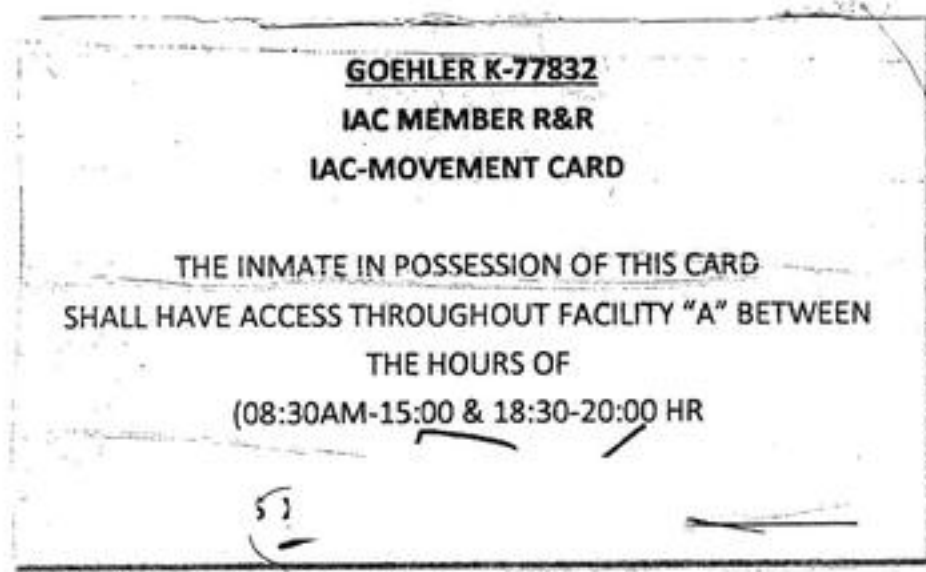 GOEHLER K-77832
IAC MEMBER R&R
IAC-MOVEMENT CARD
THE INMATE IN POSSESSION OF THIS CARD
SHALL HAVE ACCESS THROUGHOUT FACILITY "A" BETWEEN
THE HOURS OF
(08:30AM-15:00 & 18:30-20:00 HR